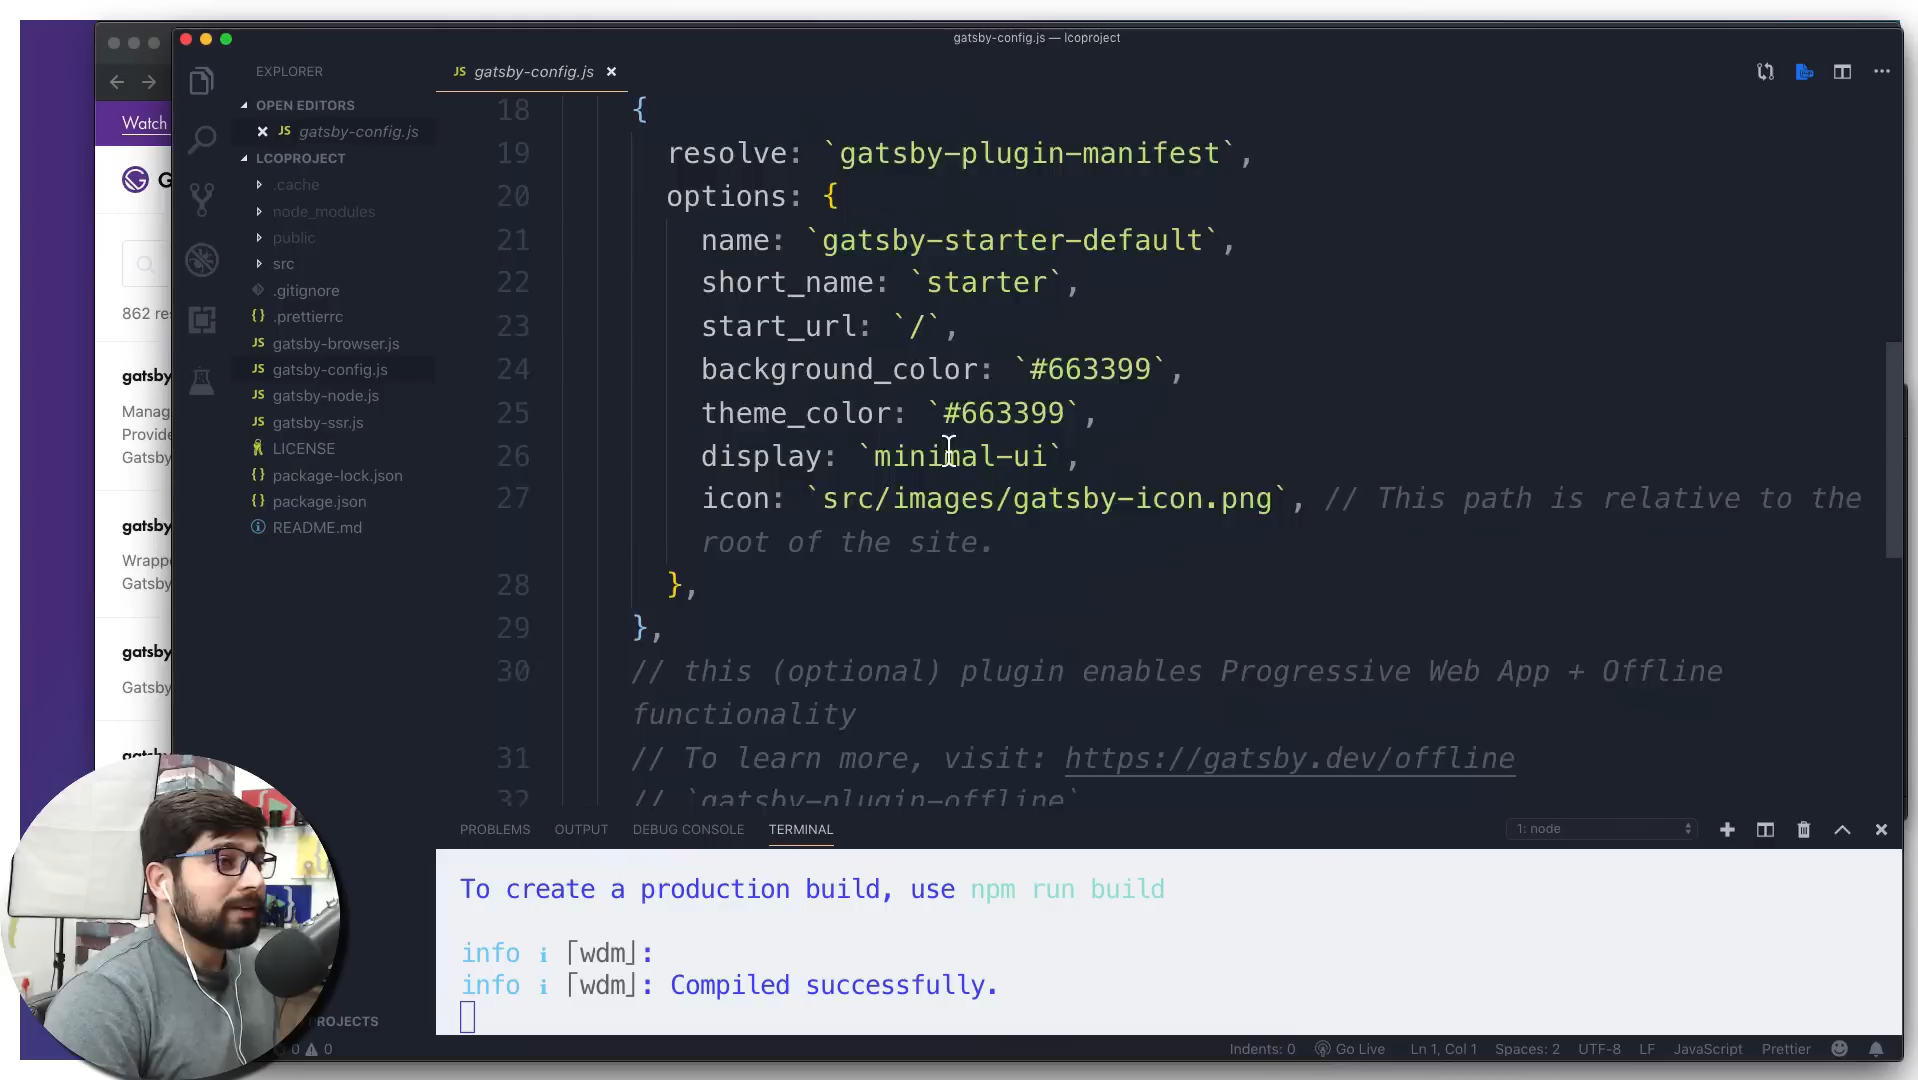 gatsby-config.js — lcoproject
EXPLORER
JS gatsby-config.js
OPEN EDITORS
JS gatsby-config.js
LCOPROJECT
.cache
node_modules
public
src
.gitignore
{} .prettierrc
JS gatsby-browser.js
JS gatsby-config.js
JS gatsby-node.js
JS gatsby-ssr.js
LICENSE
{} package-lock.json
{} package.json
README.md
Watch
G
862 re
gatsby
Manag
Provide
Gatsby
gatsby
Wrappe
Gatsby
gatsby
Gatsby
gatsby
18 {
19 resolve: `gatsby-plugin-manifest`,
20 options: {
21 name: `gatsby-starter-default`,
22 short_name: `starter`,
23 start_url: `/`,
24 background_color: `#663399`,
25 theme_color: `#663399`,
26 display: `minimal-ui`,
27 icon: `src/images/gatsby-icon.png`, // This path is relative to the
root of the site.
28 },
29 },
30 // this (optional) plugin enables Progressive Web App + Offline
functionality
31 // To learn more, visit: https://gatsby.dev/offline
32 // `gatsby-plugin-offline`
PROBLEMS OUTPUT DEBUG CONSOLE TERMINAL
1: node
To create a production build, use npm run build
info i ⌈wdm⌋:
info i ⌈wdm⌋: Compiled successfully.
PROJECTS
0 0
Indents: 0 Go Live Ln 1, Col 1 Spaces: 2 UTF-8 LF JavaScript Prettier